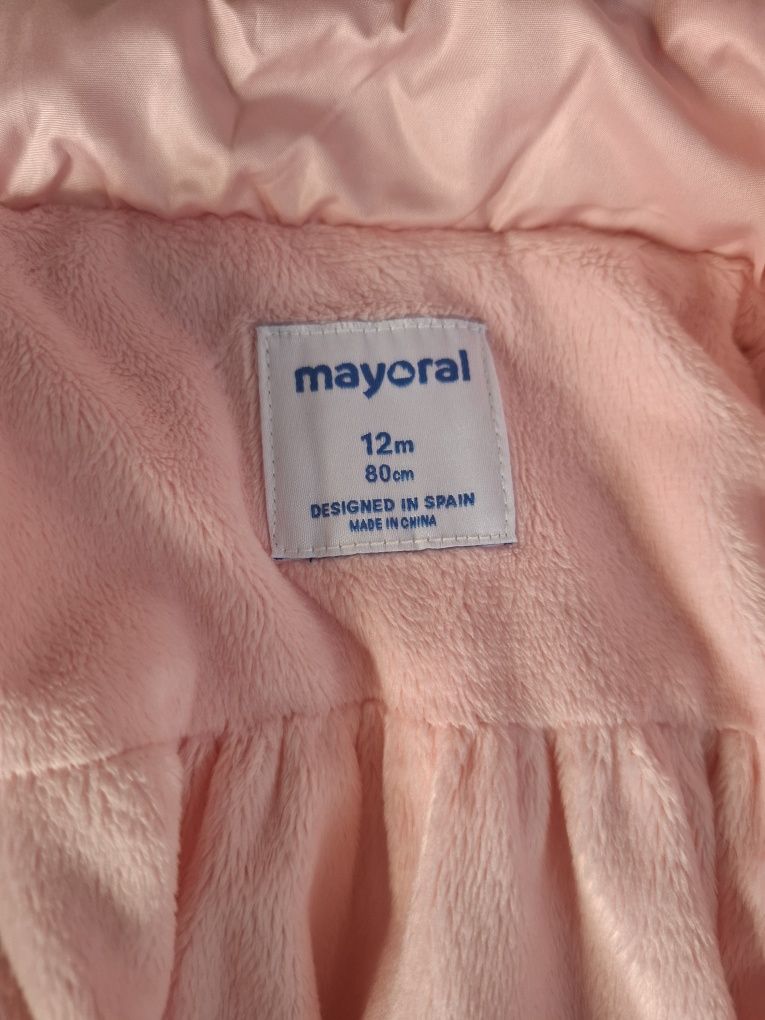 mayoral
12m
80cm
DESIGNED IN SPAIN
MADE IN CHINA